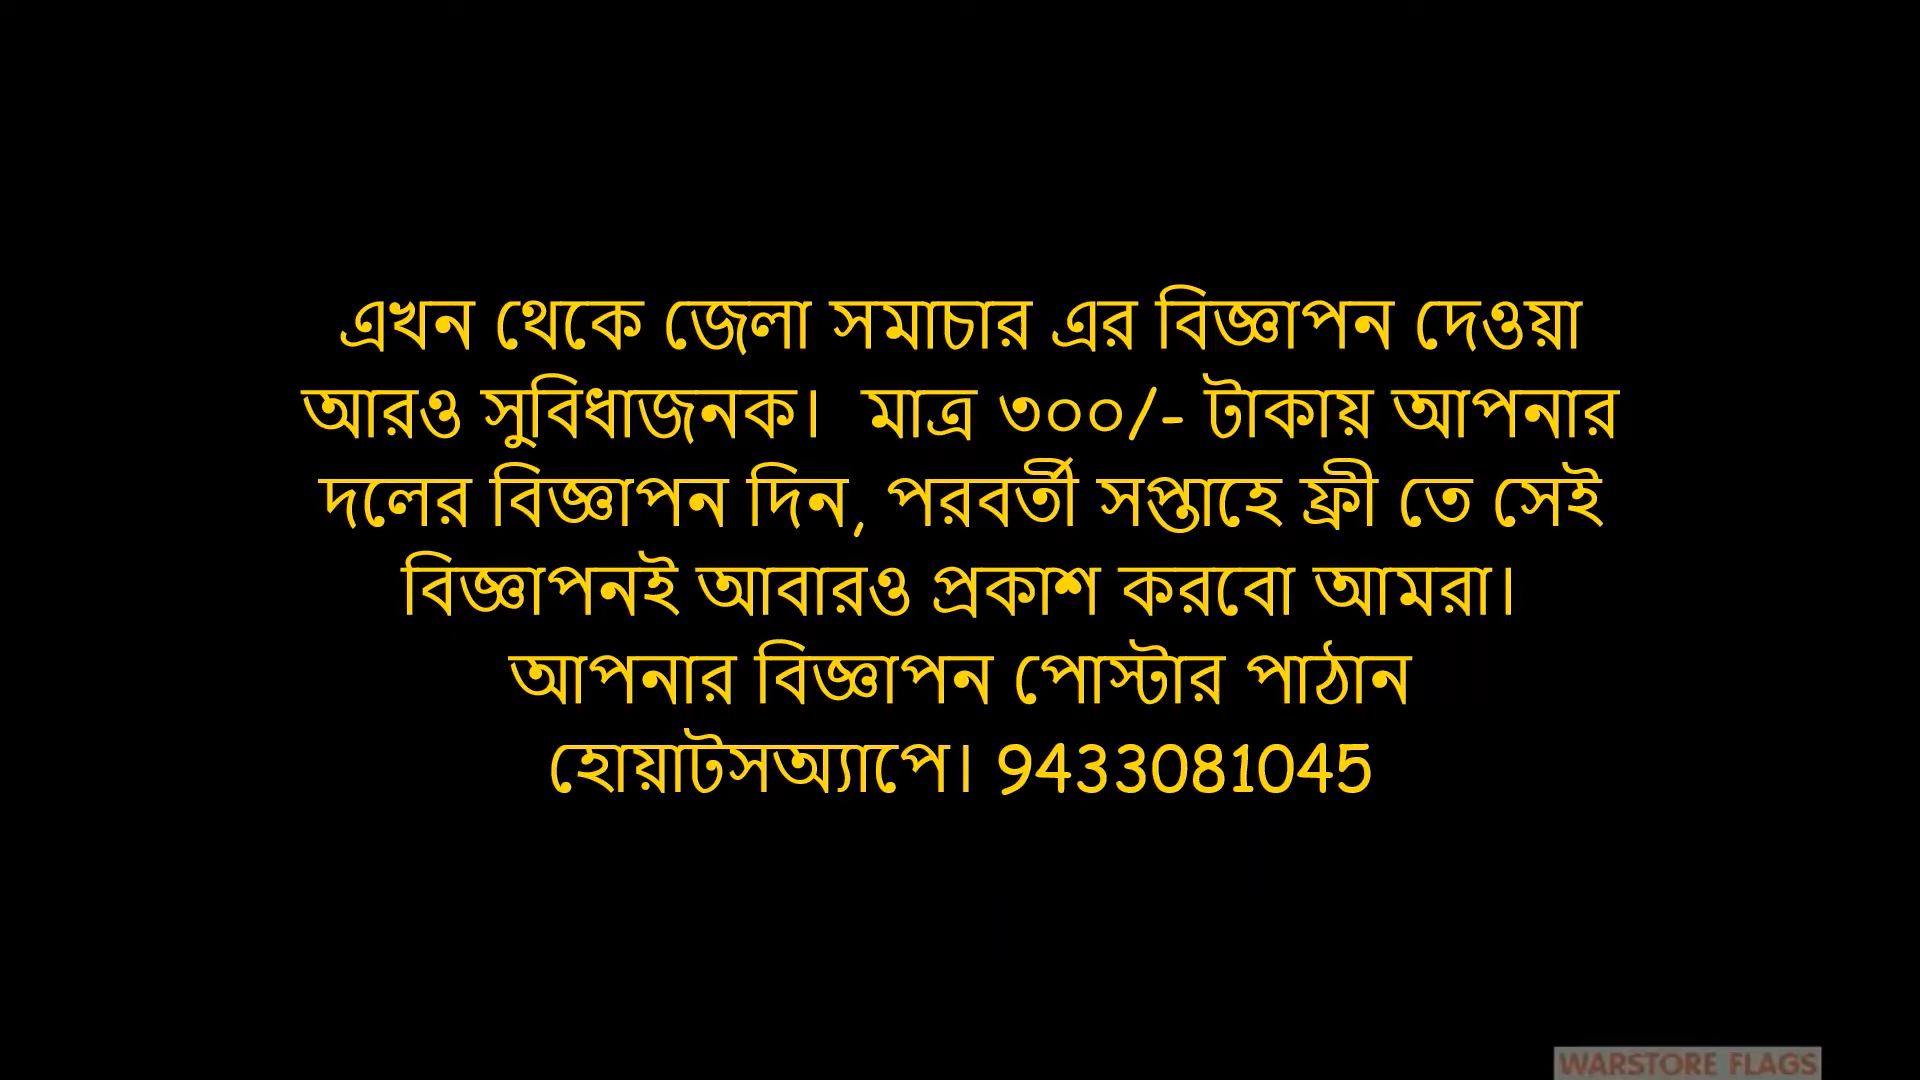 এখন থেকে জেলা সমাচার এর বিজ্ঞাপন দেওয়া
আরও সুবিধাজনক।  মাত্র ৩০০/- টাকায় আপনার
দলের বিজ্ঞাপন দিন, পরবর্তী সপ্তাহে ফ্রী তে সেই
বিজ্ঞাপনই আবারও প্রকাশ করবো আমরা।
আপনার বিজ্ঞাপন পোস্টার পাঠান
হোয়াটসঅ্যাপে। 9433081045
WARSTORE FLAGS